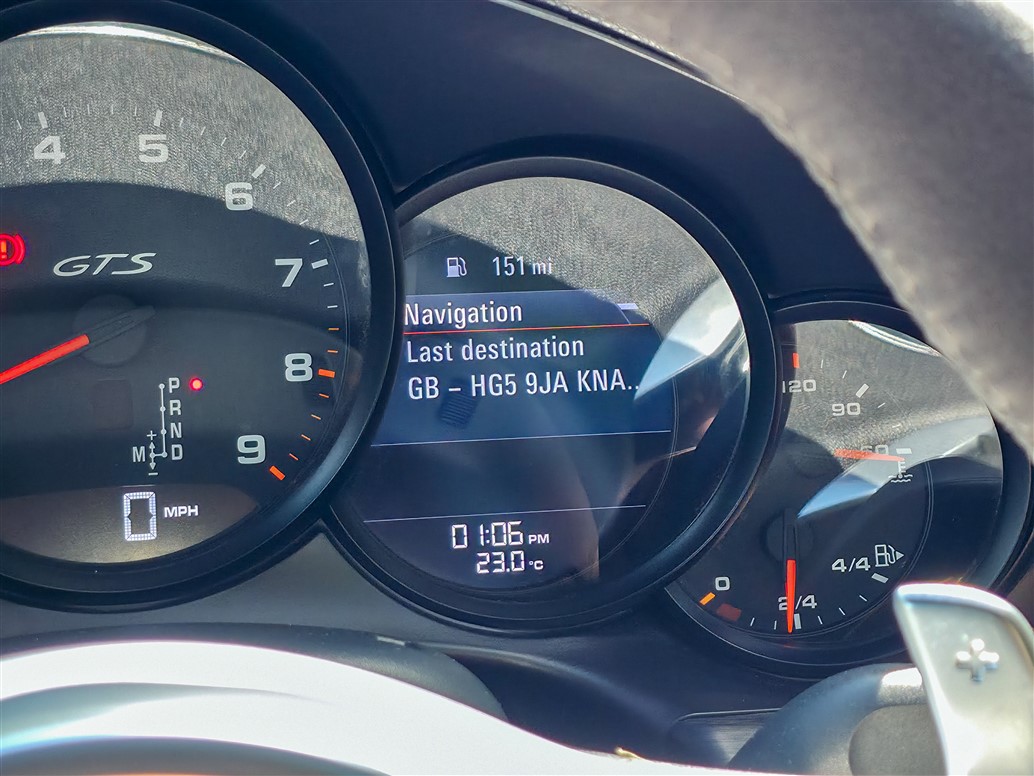 4
5
6
7
8
9
GTS
P
R
N
M D
+
-
0 MPH
151 mi
Navigation
Last destination
GB – HG5 9JA KNA..
01:06 PM
23.0 °C
120
90
0
2/4
4/4